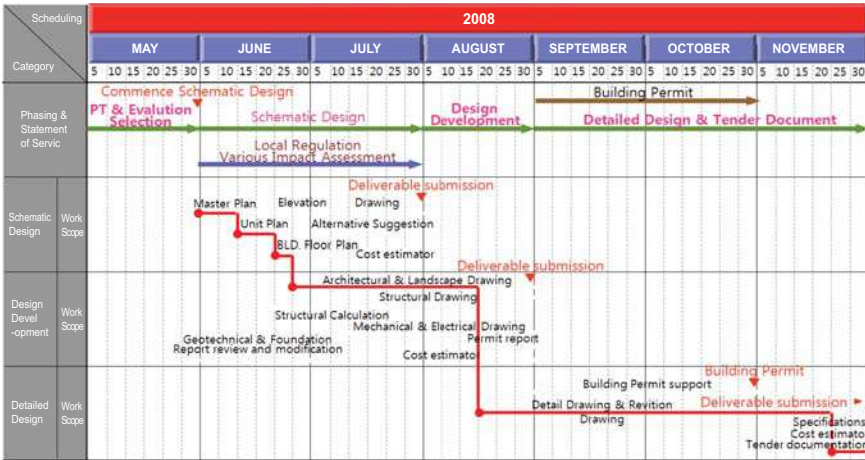 Scheduling
2008
Category
MAY JUNE JULY AUGUST SEPTEMBER OCTOBER NOVEMBER
5 10 15 20 25 30 5 10 15 20 25 30 5 10 15 20 25 30 5 10 15 20 25 30 5 10 15 20 25 30 5 10 15 20 25 30 5 10 15 20 25 30
Phasing &
Statement
of Servic
Commence Schematic Design
PT & Evalution
Selection
Schematic Design
Design
Development
Building Permit
Detailed Design & Tender Document
Local Regulation
Various Impact Assessment
Schematic
Design
Work
Scope
Deliverable submission
Master Plan Elevation Drawing
Unit Plan Alternative Suggestion
BLD. Floor Plan
Cost estimator
Design
Devel
-opment
Work
Scope
Deliverable submission
Architectural & Landscape Drawing
Structural Drawing
Structural Calculation
Mechanical & Electrical Drawing
Geotechnical & Foundation
Report review and modification
Permit report
Cost estimator
Detailed
Design
Work
Scope
Building Permit
Building Permit support
Deliverable submission
Detail Drawing & Revition
Drawing
Specifications
Cost estimator
Tender documentation